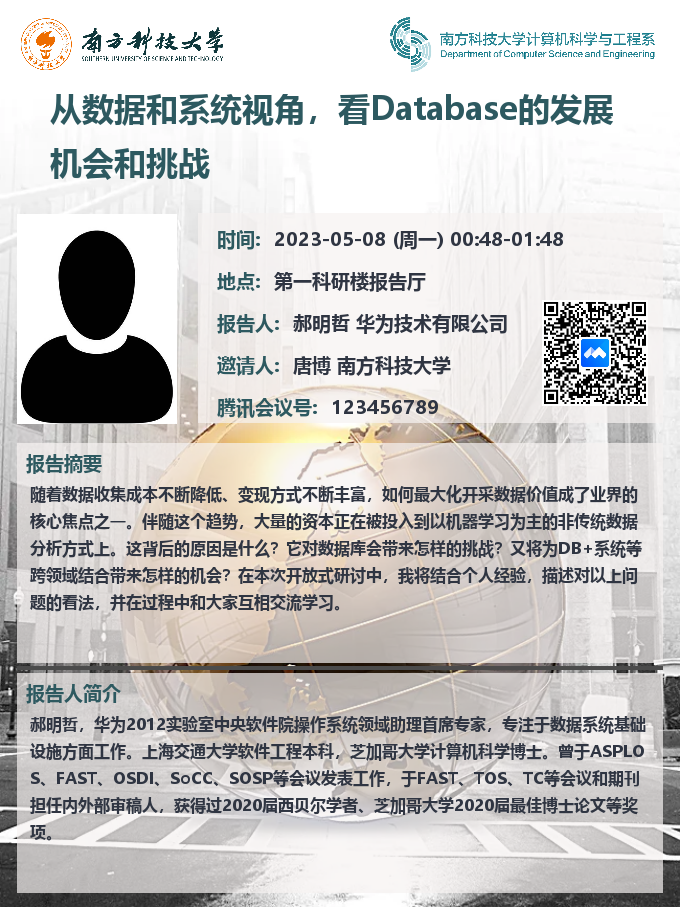 南方科技大学
SOUTHERN UNIVERSITY OF SCIENCE AND TECHNOLOGY
南方科技大学计算机科学与工程系
Department of Computer Science and Engineering
从数据和系统视角，看Database的发展
机会和挑战
时间: 2023-05-08 (周一) 00:48-01:48
地点: 第一科研楼报告厅
报告人: 郝明哲 华为技术有限公司
邀请人: 唐博 南方科技大学
腾讯会议号: 123456789
报告摘要
随着数据收集成本不断降低、变现方式不断丰富，如何最大化开采数据价值成了业界的
核心焦点之一。伴随这个趋势，大量的资本正在被投入到以机器学习为主的非传统数据
分析方式上。这背后的原因是什么？它对数据库会带来怎样的挑战？又将为DB+系统等
跨领域结合带来怎样的机会？在本次开放式研讨中，我将结合个人经验，描述对以上问
题的看法，并在过程中和大家互相交流学习。
报告人简介
郝明哲，华为2012实验室中央软件院操作系统领域助理首席专家，专注于数据系统基础
设施方面工作。上海交通大学软件工程本科，芝加哥大学计算机科学博士。曾于ASPLO
S、FAST、OSDI、SoCC、SOSP等会议发表工作，于FAST、TOS、TC等会议和期刊
担任内外部审稿人，获得过2020届西贝尔学者、芝加哥大学2020届最佳博士论文等奖
项。